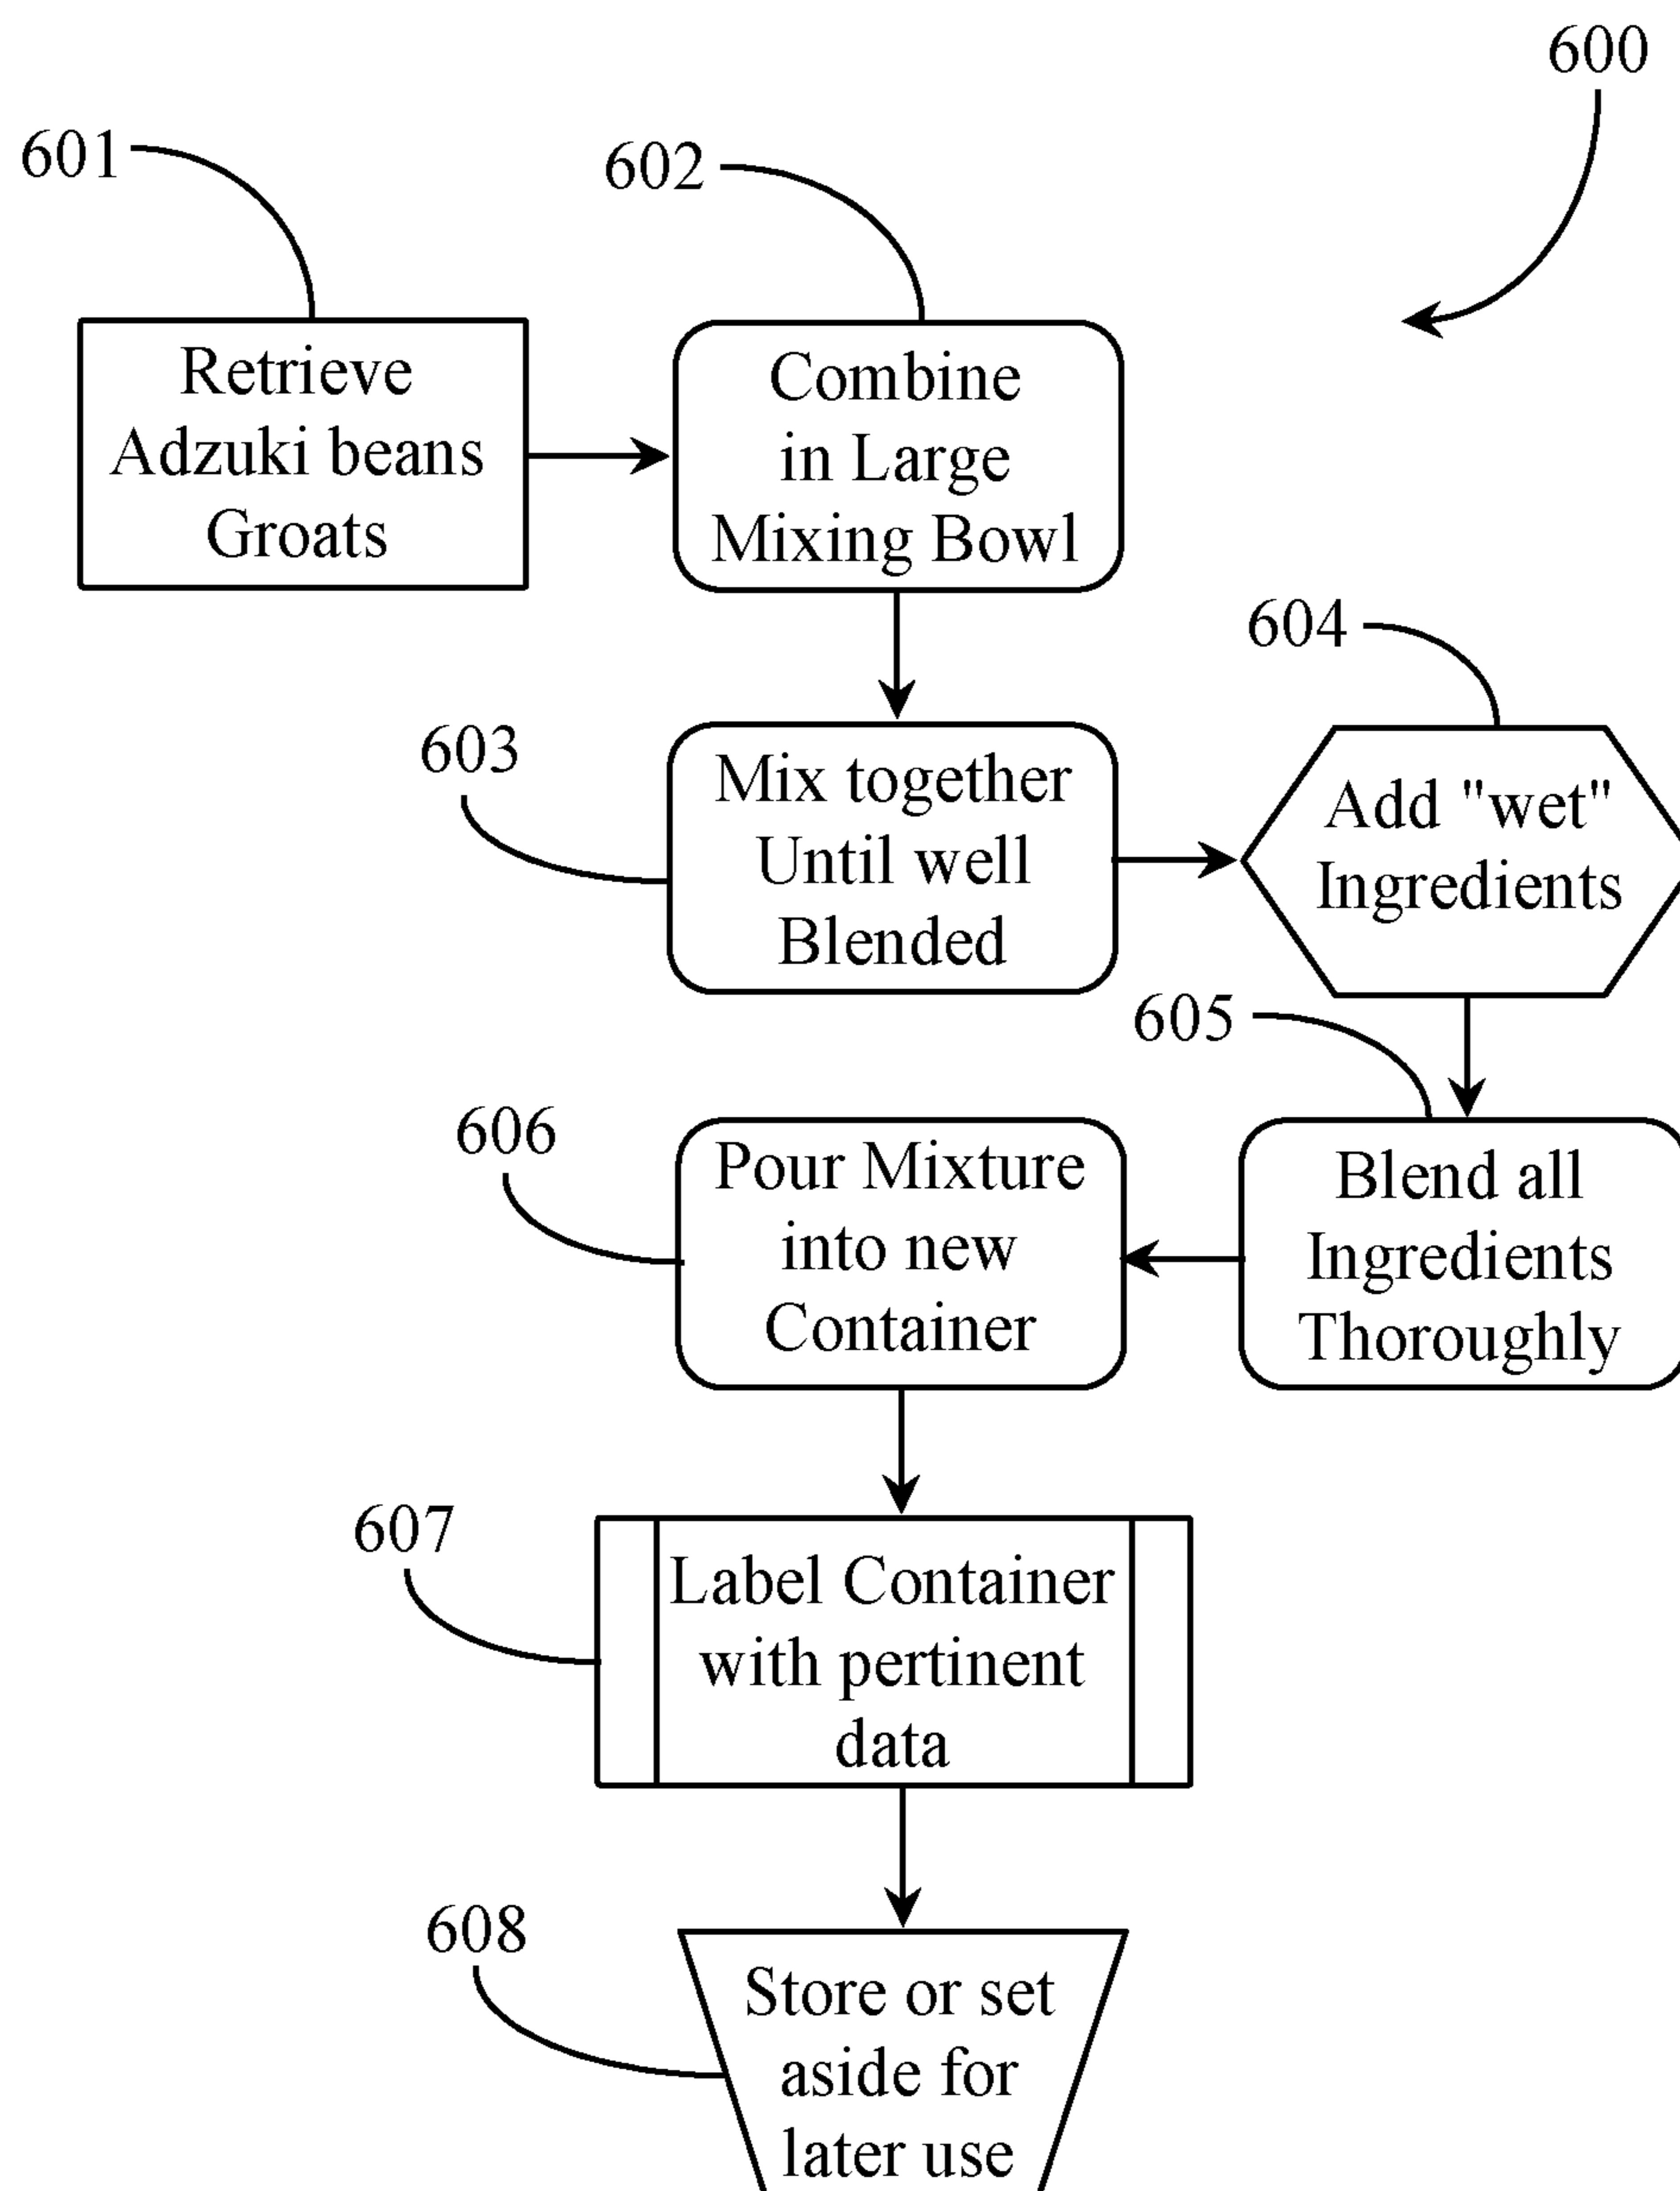 600
601
602
Retrieve
Adzuki beans
Groats
Combine
in Large
Mixing Bowl
603
Mix together
Until well
Blended
604
Add "wet"
Ingredients
605
Blend all
Ingredients
Thoroughly
606
Pour Mixture
into new
Container
607
Label Container
with pertinent
data
608
Store or set
aside for
later use